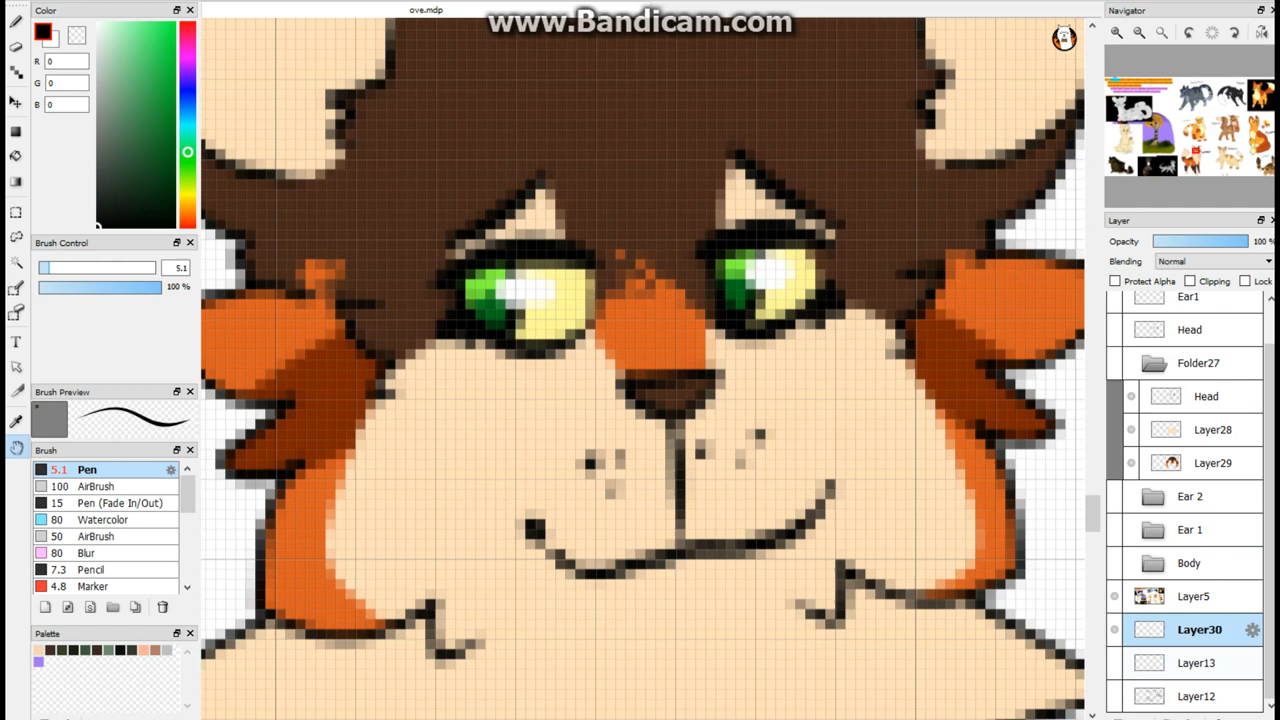 Color
ove.mdp
www.Bandicam.com
Navigator
R 0
G 0
B 0
Brush Control
5.1
100 %
Brush Preview
Brush
5.1 Pen
100 AirBrush
15 Pen (Fade In/Out)
80 Watercolor
50 AirBrush
80 Blur
7.3 Pencil
4.8 Marker
Palette
T
Layer
Opacity 100 %
Blending Normal
Protect Alpha Clipping Lock
Ear1
Head
Folder27
Head
Layer28
Layer29
Ear 2
Ear 1
Body
Layer5
Layer30
Layer13
Layer12